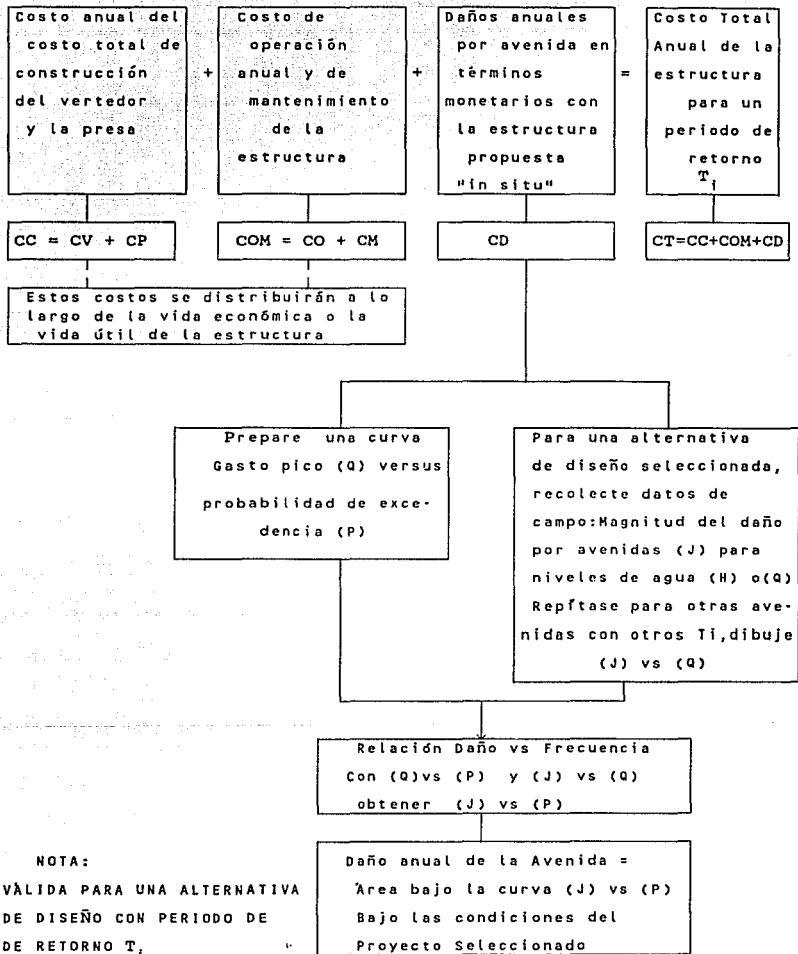 Costo anual del
costo total de
construcción
del vertedor
y la presa
+
Costo de
operación
anual y de
mantenimiento
de la
estructura
+
Daños anuales
por avenida en
términos
monetarios con
la estructura
propuesta
"in situ"
=
Costo Total
Anual de la
estructura
para un
periodo de
retorno
Ti
CC = CV + CP
COM = CO + CM
CD
CT=CC+COM+CD
Estos costos se distribuirán a lo
largo de la vida económica o la
vida útil de la estructura
Prepare una curva
Gasto pico (Q) versus
probabilidad de exce-
dencia (P)
Para una alternativa
de diseño seleccionada,
recolecte datos de
campo:Magnitud del daño
por avenidas (J) para
niveles de agua (H) o(Q)
Repítase para otras ave-
nidas con otros Ti,dibuje
(J) vs (Q)
Relación Daño vs Frecuencia
Con (Q)vs (P) y (J) vs (Q)
obtener (J) vs (P)
Daño anual de la Avenida =
Area bajo la curva (J) vs (P)
Bajo las condiciones del
Proyecto Seleccionado
NOTA:
VÀLIDA PARA UNA ALTERNATIVA
DE DISEÑO CON PERIODO DE
DE RETORNO Ti